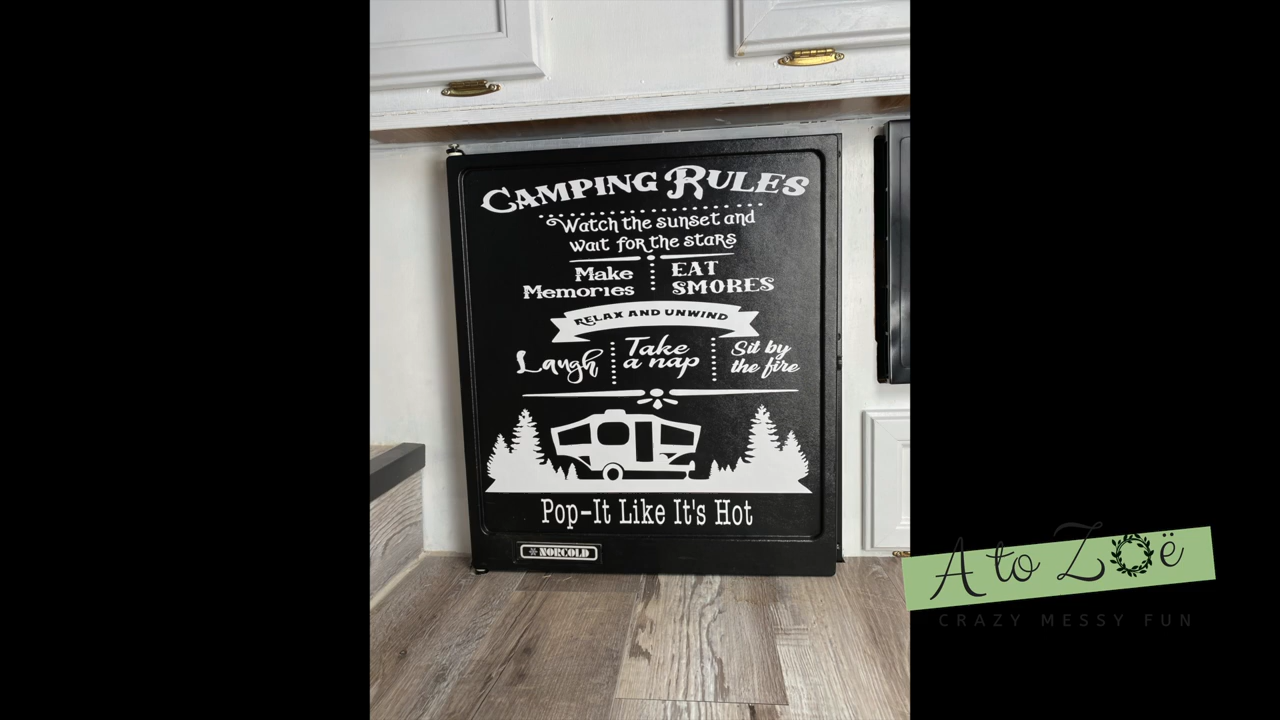 CAMPING RULES
Watch the sunset and
wait for the stars
Make
Memories
EAT
SMORES
RELAX AND UNWIND
Laugh
Take
a nap
Sit by
the fire
Pop-It Like It's Hot
NORCOLD
A to Zoë
CRAZY MESSY FUN